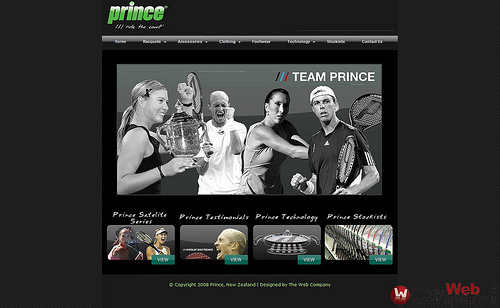 prince
/// rule the court!
Home Racquets Accessories Clothing Footwear Technology Stockists Contact Us
/// TEAM PRINCE
Prince Satelite Series
Prince Testimonials
Prince Technology
Prince Stockists
VIEW VIEW VIEW VIEW
© Copyright 2008 Prince, New Zealand | Designed by The Web Company
Web